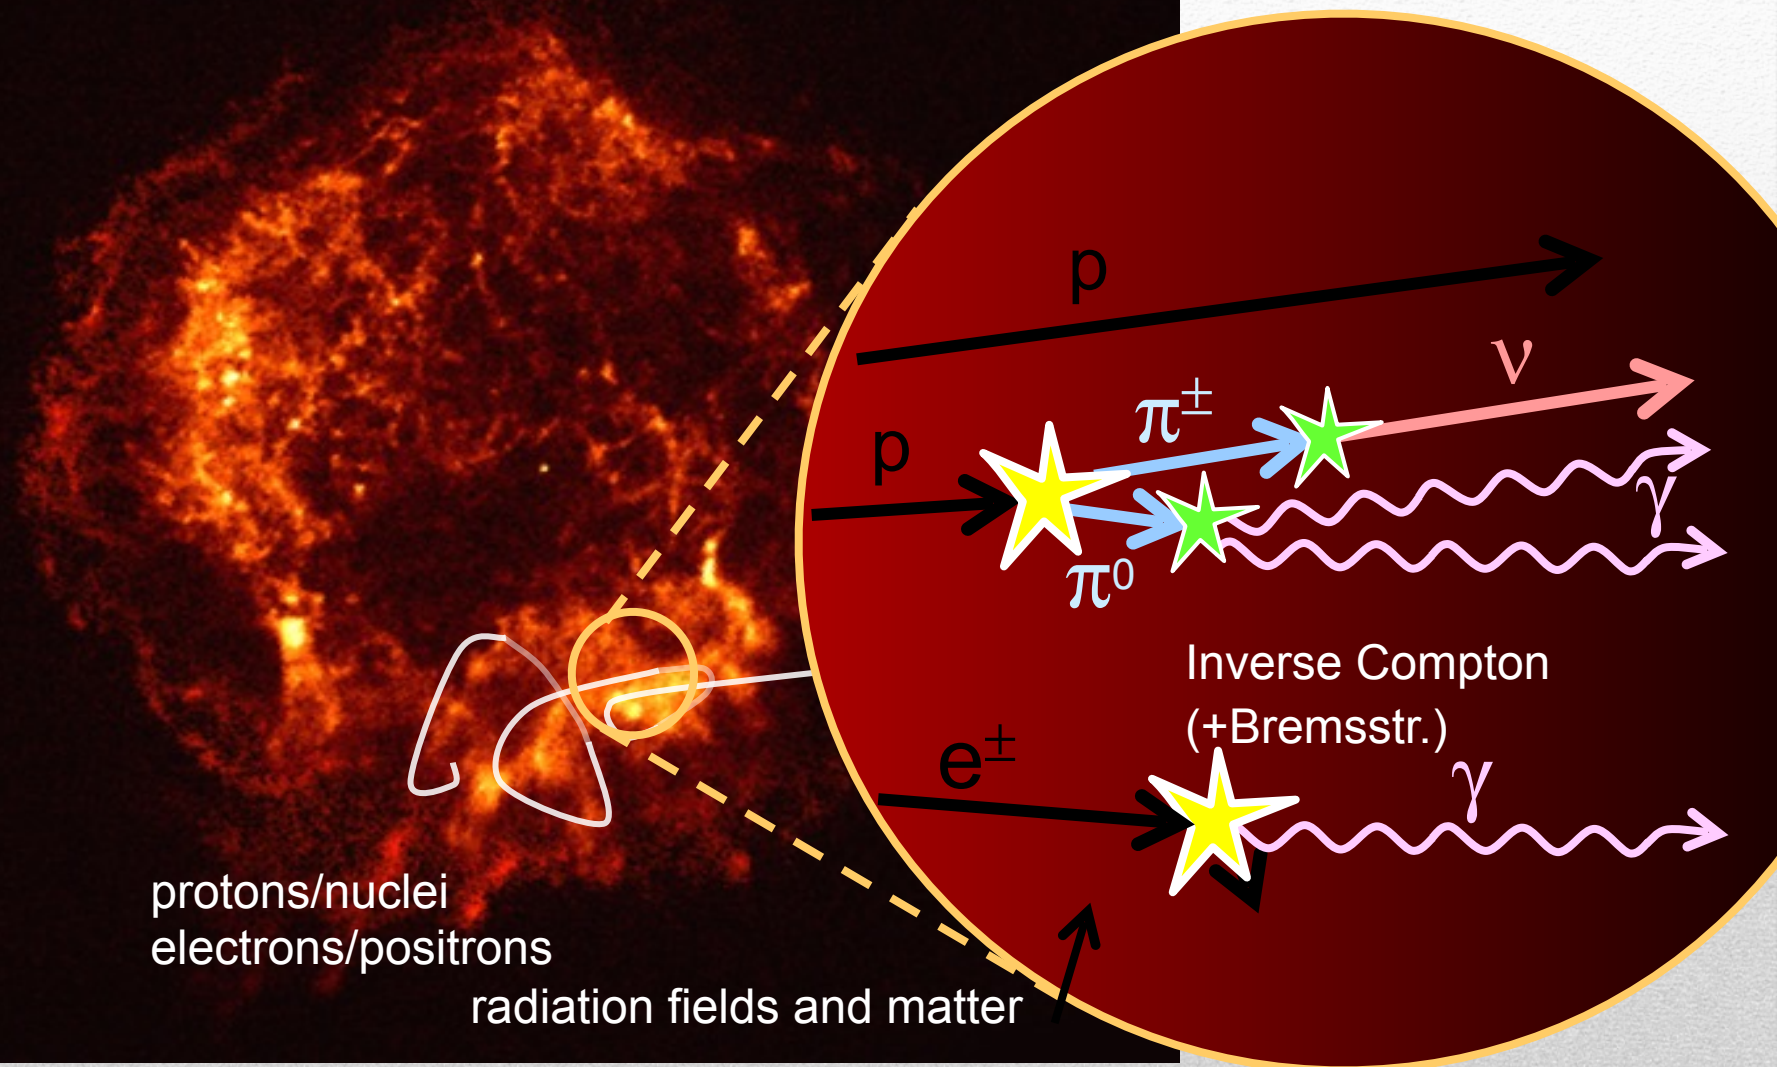 p
ν
π±
p
γ
π0
Inverse Compton
(+Bremsstr.)
e±
γ
protons/nuclei
electrons/positrons
radiation fields and matter